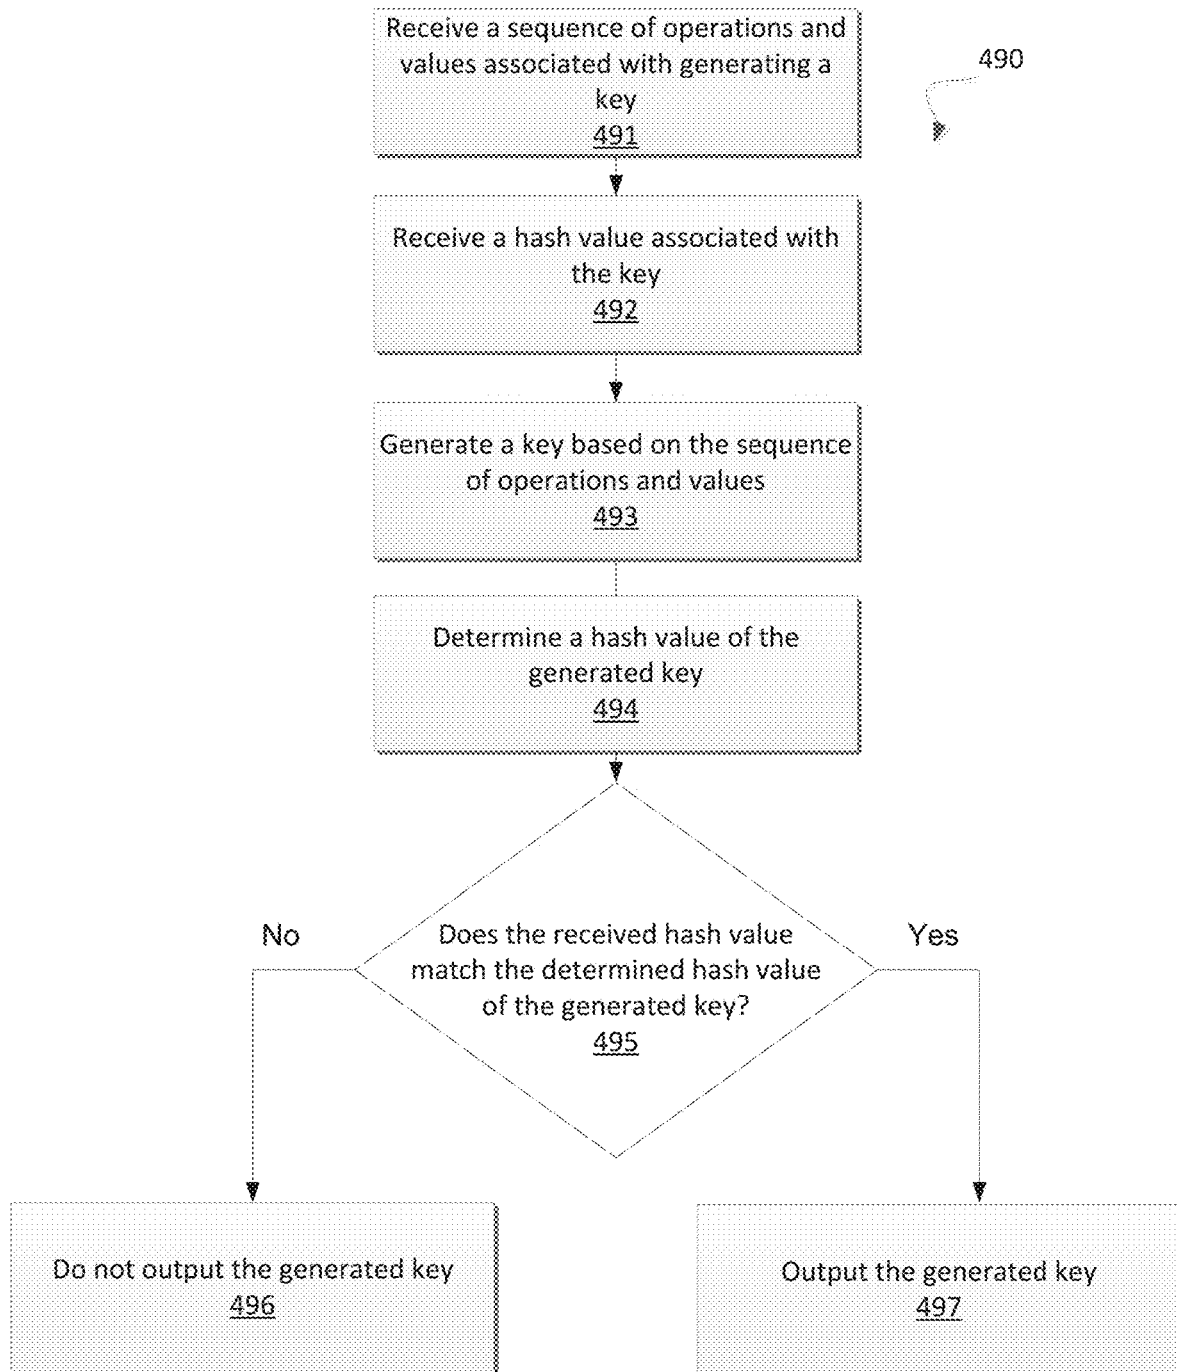 Receive a sequence of operations and
values associated with generating a
key
491
490
Receive a hash value associated with
the key
492
Generate a key based on the sequence
of operations and values
493
Determine a hash value of the
generated key
494
No
Yes
Does the received hash value
match the determined hash value
of the generated key?
495
Do not output the generated key
496
Output the generated key
497